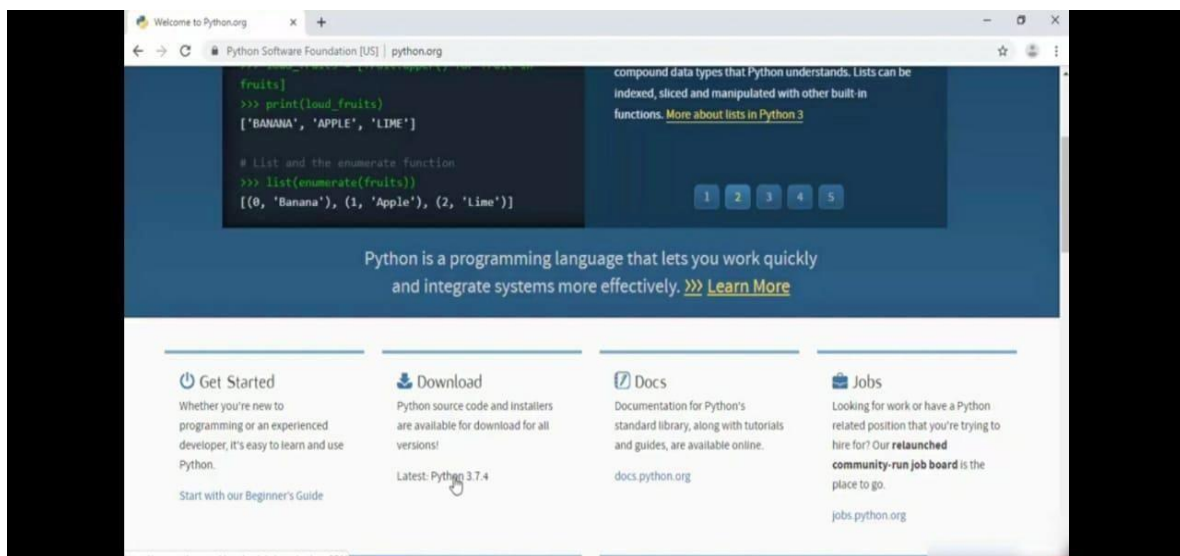 Welcome to Python.org
Python Software Foundation [US] | python.org
fruits]
>>> print(loud_fruits)
['BANANA', 'APPLE', 'LIME']
# List and the enumerate function
>>> list(enumerate(fruits))
[(0, 'Banana'), (1, 'Apple'), (2, 'Lime')]
compound data types that Python understands. Lists can be
indexed, sliced and manipulated with other built-in
functions. More about lists in Python 3
1 2 3 4 5
Python is a programming language that lets you work quickly
and integrate systems more effectively. >>> Learn More
Get Started
Whether you're new to
programming or an experienced
developer, it's easy to learn and use
Python.
Start with our Beginner's Guide
Download
Python source code and installers
are available for download for all
versions!
Latest: Python 3.7.4
Docs
Documentation for Python's
standard library, along with tutorials
and guides, are available online.
docs.python.org
Jobs
Looking for work or have a Python
related position that you're trying to
hire for? Our relaunched
community-run job board is the
place to go.
jobs.python.org